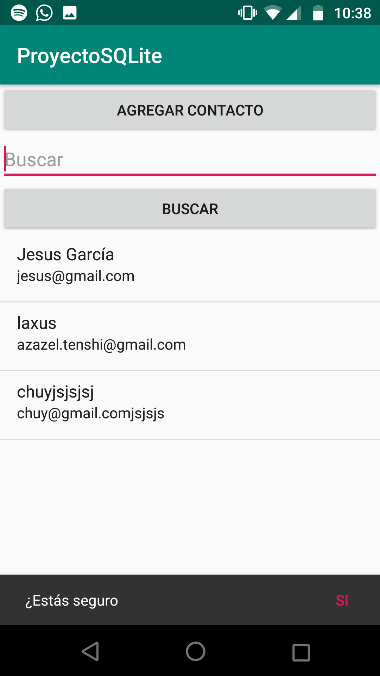 10:38
ProyectoSQLite
AGREGAR CONTACTO
Buscar
BUSCAR
Jesus García
jesus@gmail.com
laxus
azazel.tenshi@gmail.com
chuyjsjsjsj
chuy@gmail.comjsjsjs
¿Estás seguro SI